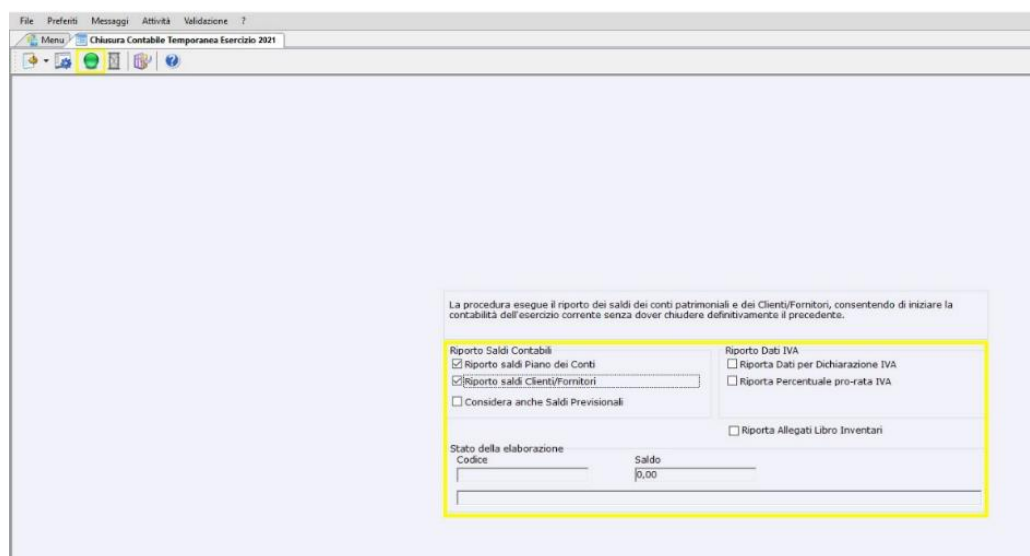 File Preferiti Messaggi Attività Validazione ?
Menu Chiusura Contabile Temporanea Esercizio 2021
La procedura esegue il riporto dei saldi dei conti patrimoniali e dei Clienti/Fornitori, consentendo di iniziare la
contabilità dell'esercizio corrente senza dover chiudere definitivamente il precedente.
Riporto Saldi Contabili
Riporto saldi Piano dei Conti
Riporto saldi Clienti/Fornitori
Considera anche Saldi Previsionali
Riporto Dati IVA
Riporta Dati per Dichiarazione IVA
Riporta Percentuale pro-rata IVA
Riporta Allegati Libro Inventari
Stato della elaborazione
Codice Saldo
0,00